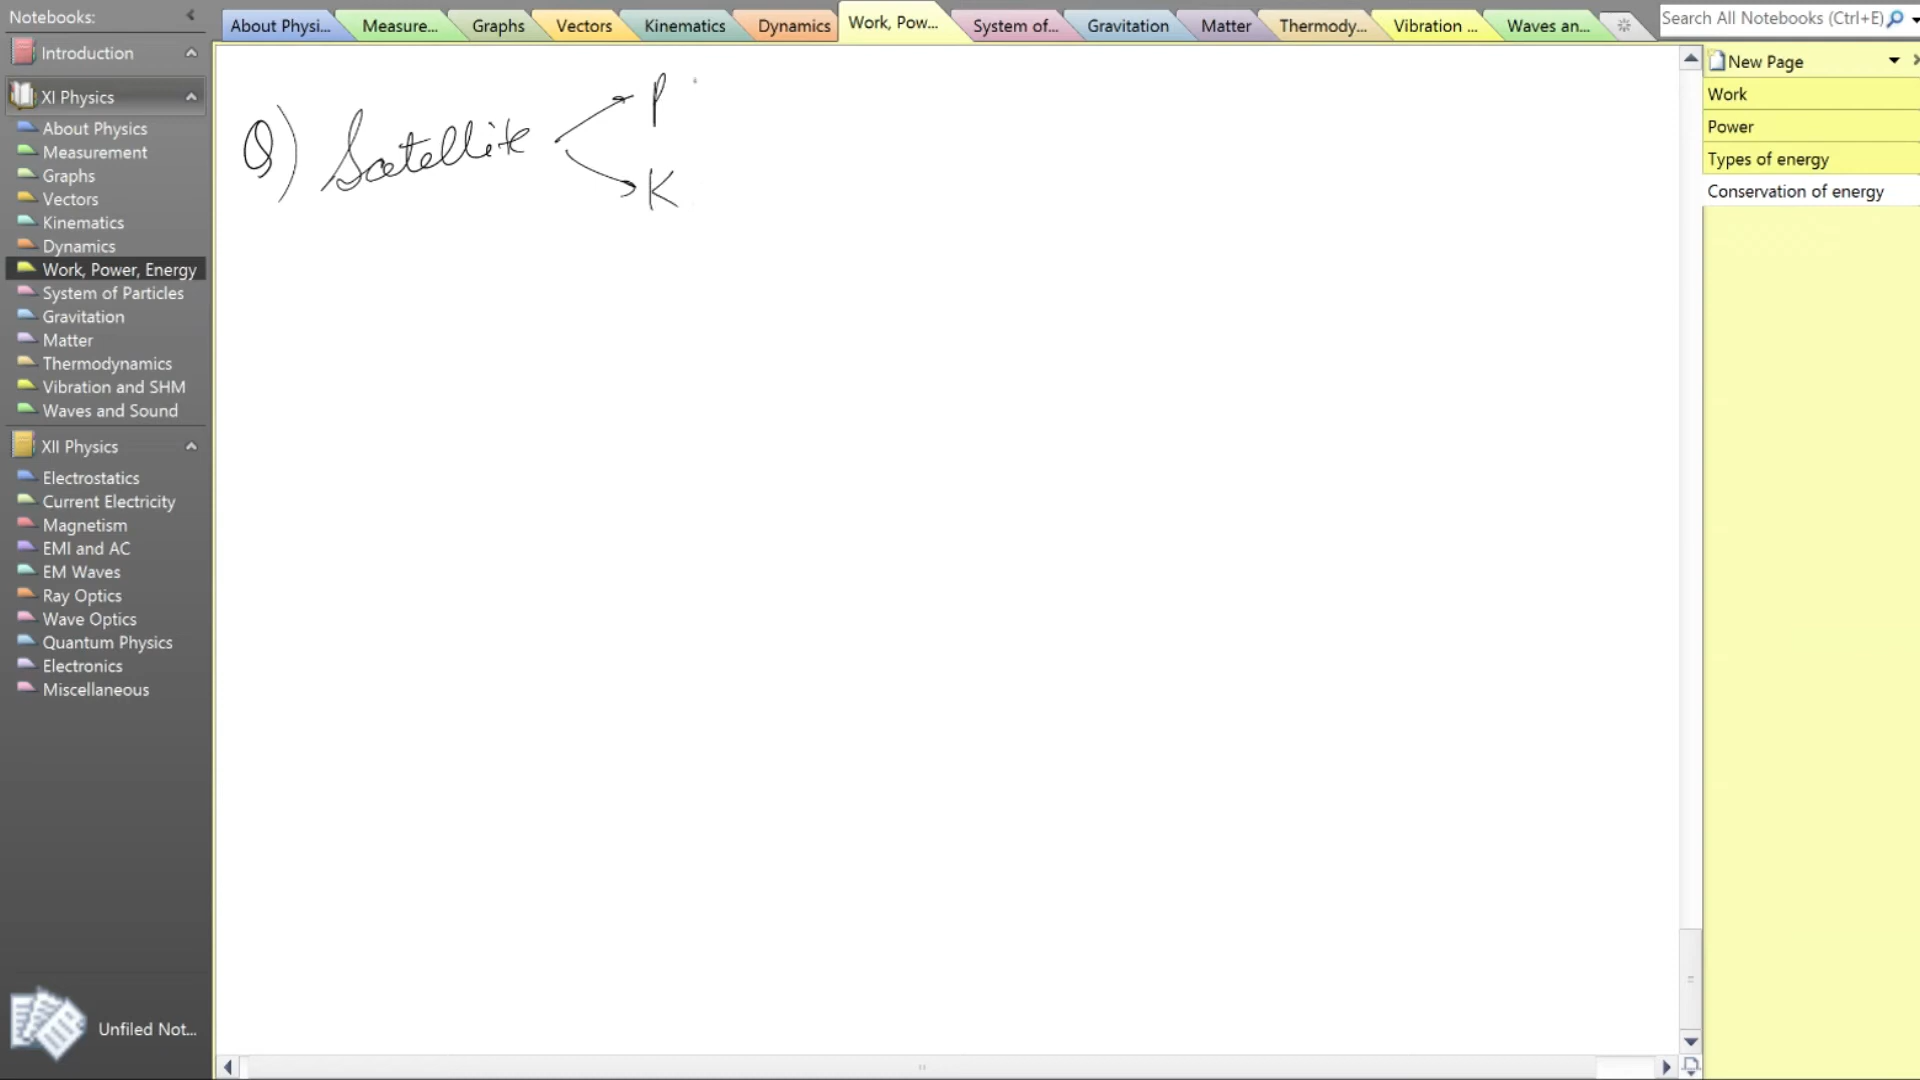 Notebooks:
Introduction
XI Physics
About Physics
Measurement
Graphs
Vectors
Kinematics
Dynamics
Work, Power, Energy
System of Particles
Gravitation
Matter
Thermodynamics
Vibration and SHM
Waves and Sound
XII Physics
Electrostatics
Current Electricity
Magnetism
EMI and AC
EM Waves
Ray Optics
Wave Optics
Quantum Physics
Electronics
Miscellaneous
Unfiled Not...
About Physi... Measure... Graphs Vectors Kinematics Dynamics Work, Pow... System of... Gravitation Matter Thermody... Vibration ... Waves an...
Search All Notebooks (Ctrl+E)
P
Q) Satellite
K
New Page
Work
Power
Types of energy
Conservation of energy